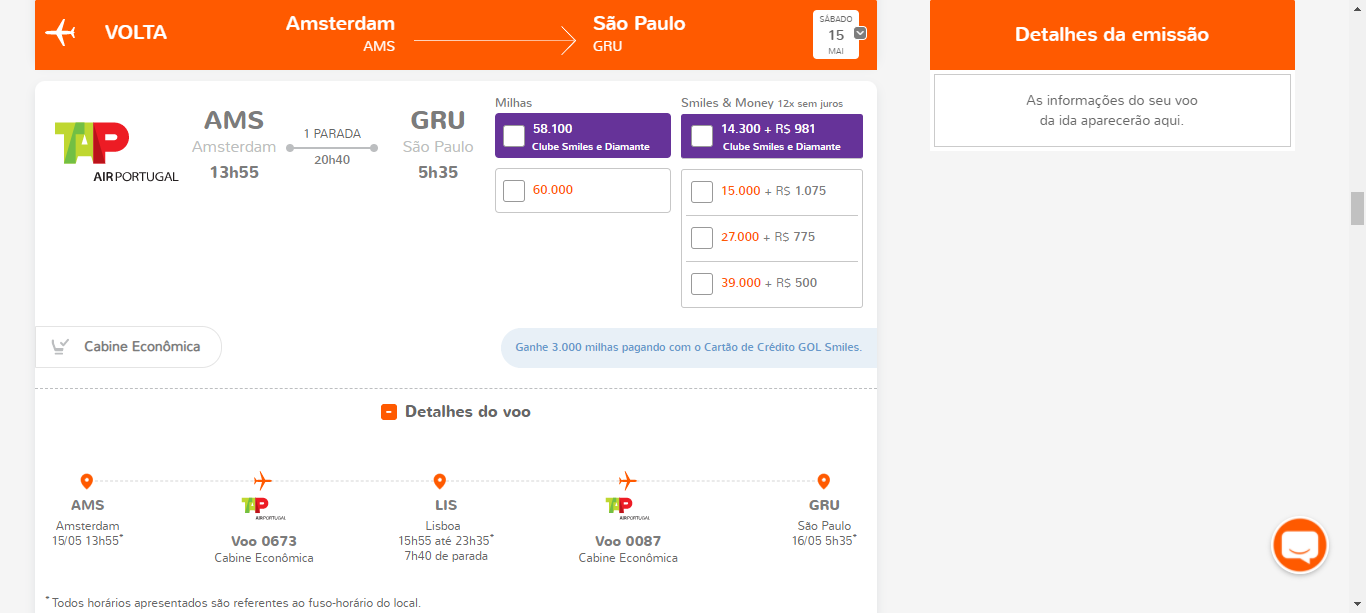 VOLTA
Amsterdam
AMS
São Paulo
GRU
SÁBADO
15
MAI
Detalhes da emissão
As informações do seu voo
da ida aparecerão aqui.
TAP
AIRPORTUGAL
AMS
Amsterdam
13h55
1 PARADA
20h40
GRU
São Paulo
5h35
Milhas
58.100
Clube Smiles e Diamante
60.000
Smiles & Money 12x sem juros
14.300 + R$ 981
Clube Smiles e Diamante
15.000 + R$ 1.075
27.000 + R$ 775
39.000 + R$ 500
Cabine Econômica
Ganhe 3.000 milhas pagando com o Cartão de Crédito GOL Smiles.
- Detalhes do voo
AMS
Amsterdam
15/05 13h55*
TAP
AIRPORTUGAL
Voo 0673
Cabine Econômica
LIS
Lisboa
15h55 até 23h35*
7h40 de parada
TAP
AIRPORTUGAL
Voo 0087
Cabine Econômica
GRU
São Paulo
16/05 5h35*
* Todos horários apresentados são referentes ao fuso-horário do local.